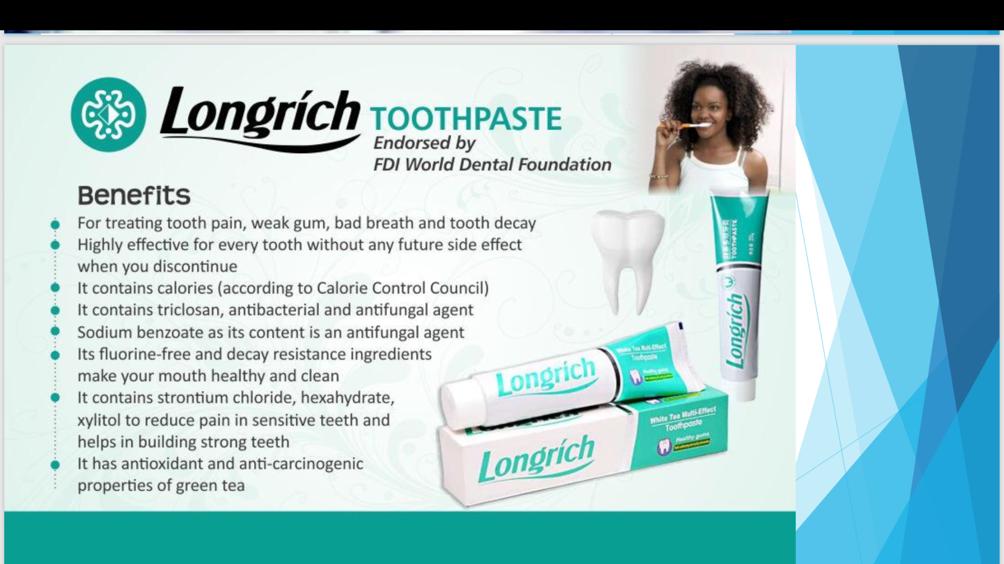 Longrích TOOTHPASTE
Endorsed by
FDI World Dental Foundation
Benefits
For treating tooth pain, weak gum, bad breath and tooth decay
Highly effective for every tooth without any future side effect
when you discontinue
It contains calories (according to Calorie Control Council)
It contains triclosan, antibacterial and antifungal agent
Sodium benzoate as its content is an antifungal agent
Its fluorine-free and decay resistance ingredients
make your mouth healthy and clean
It contains strontium chloride, hexahydrate,
xylitol to reduce pain in sensitive teeth and
helps in building strong teeth
It has antioxidant and anti-carcinogenic
properties of green tea
TOOTHPASTE
Longrich
Longrich
White Tea Multi-Effect
Toothpaste
Healthy gums
Longrích
White Tea Multi-Effect
Toothpaste
Healthy gums